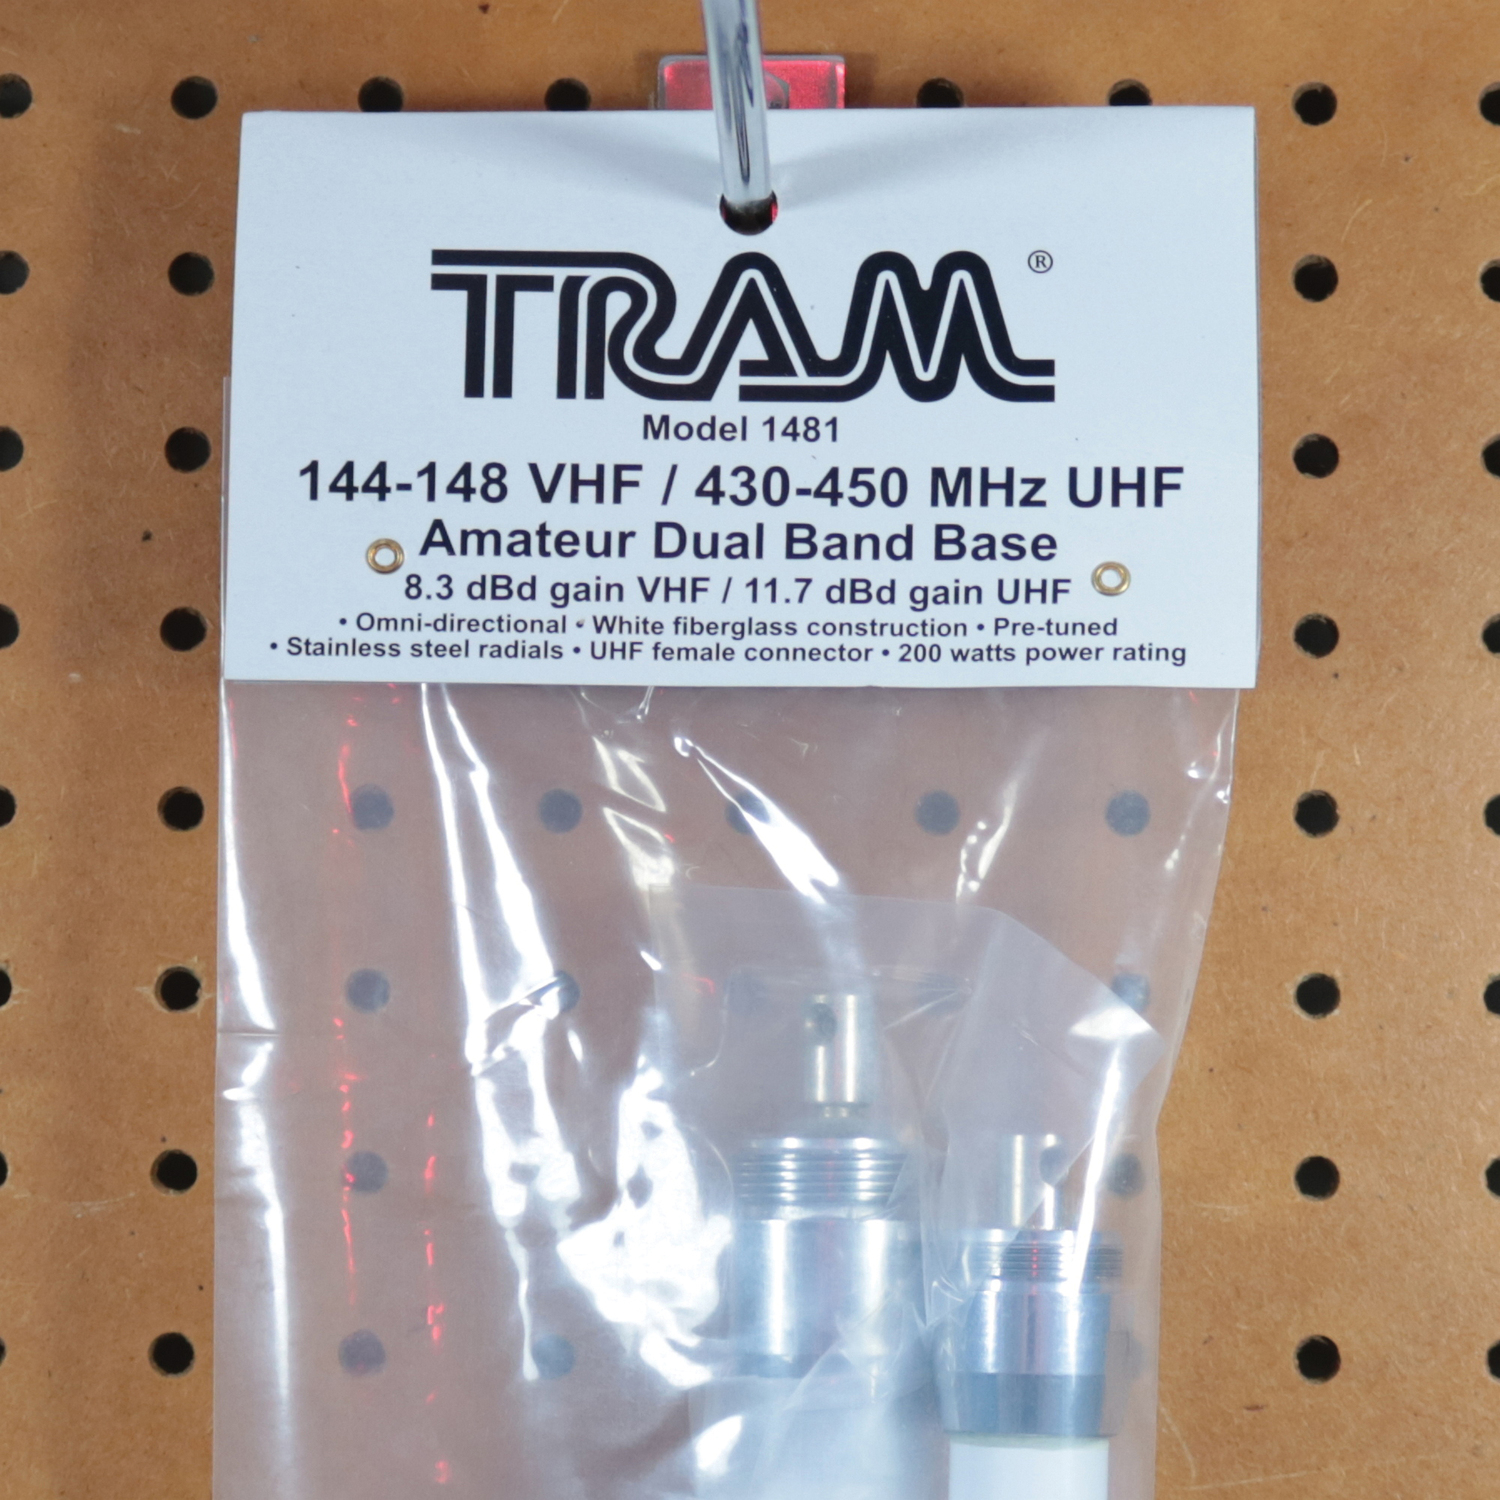 TRAM®
Model 1481
144-148 VHF / 430-450 MHz UHF
Amateur Dual Band Base
8.3 dBd gain VHF / 11.7 dBd gain UHF
• Omni-directional • White fiberglass construction • Pre-tuned
• Stainless steel radials • UHF female connector • 200 watts power rating